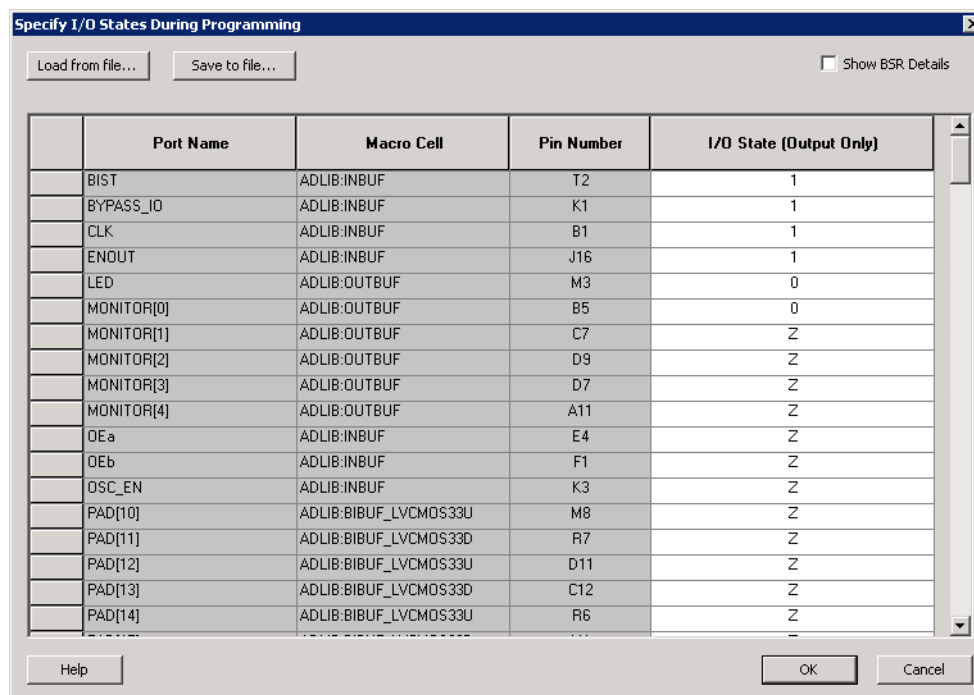 Specify I/O States During Programming
Load from file... Save to file... Show BSR Details
Port Name Macro Cell Pin Number I/O State (Output Only)
BIST ADLIB:INBUF T2 1
BYPASS_IO ADLIB:INBUF K1 1
CLK ADLIB:INBUF B1 1
ENOUT ADLIB:INBUF J16 1
LED ADLIB:OUTBUF M3 0
MONITOR[0] ADLIB:OUTBUF B5 0
MONITOR[1] ADLIB:OUTBUF C7 Z
MONITOR[2] ADLIB:OUTBUF D9 Z
MONITOR[3] ADLIB:OUTBUF D7 Z
MONITOR[4] ADLIB:OUTBUF A11 Z
OEa ADLIB:INBUF E4 Z
OEb ADLIB:INBUF F1 Z
OSC_EN ADLIB:INBUF K3 Z
PAD[10] ADLIB:BIBUF_LVCMOS33U M8 Z
PAD[11] ADLIB:BIBUF_LVCMOS33D R7 Z
PAD[12] ADLIB:BIBUF_LVCMOS33U D11 Z
PAD[13] ADLIB:BIBUF_LVCMOS33D C12 Z
PAD[14] ADLIB:BIBUF_LVCMOS33U R6 Z
Help OK Cancel